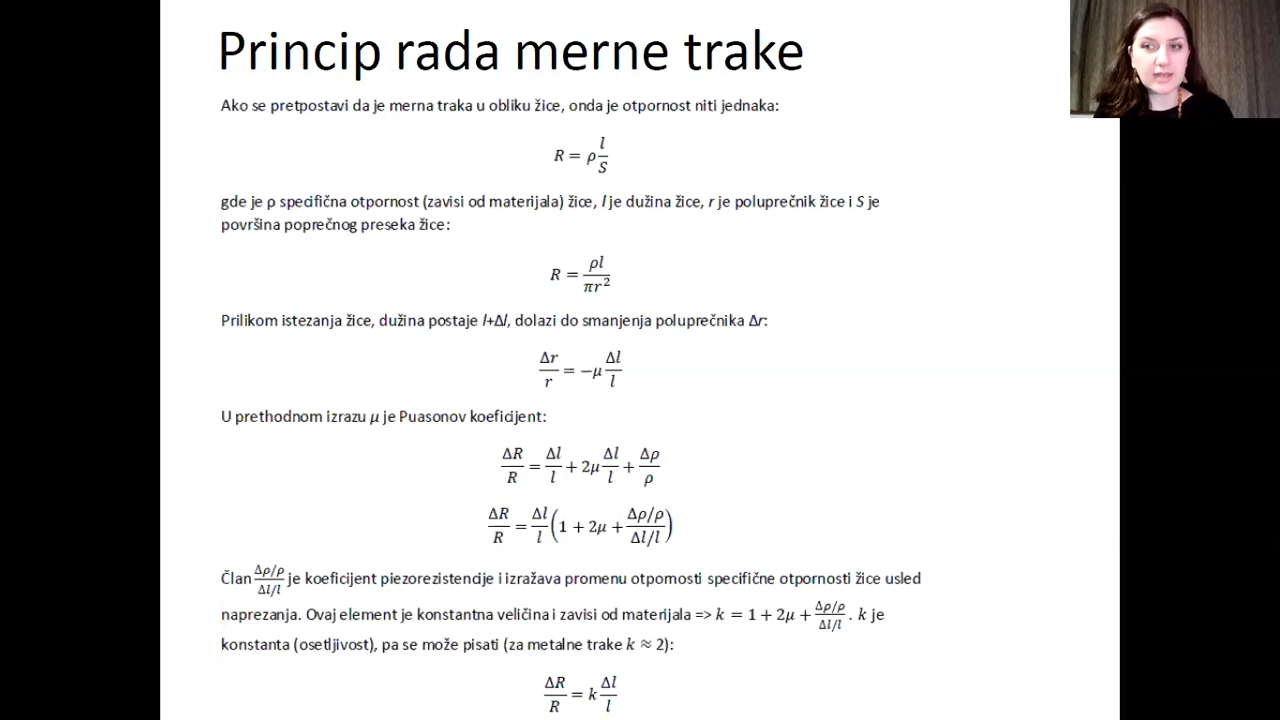 Princip rada merne trake
Ako se pretpostavi da je merna traka u obliku žice, onda je otpornost niti jednaka:
R = ρ l/S
gde je ρ specifična otpornost (zavisi od materijala) žice, l je dužina žice, r je poluprečnik žice i S je
površina poprečnog preseka žice:
R = ρl/πr²
Prilikom istezanja žice, dužina postaje l+Δl, dolazi do smanjenja poluprečnika Δr:
Δr/r = −μ Δl/l
U prethodnom izrazu μ je Puasonov koeficijent:
ΔR/R = Δl/l + 2μ Δl/l + Δρ/ρ
ΔR/R = Δl/l (1 + 2μ + (Δρ/ρ)/(Δl/l))
Član (Δρ/ρ)/(Δl/l) je koeficijent piezorezistencije i izražava promenu otpornosti specifične otpornosti žice usled
naprezanja. Ovaj element je konstantna veličina i zavisi od materijala => k = 1 + 2μ + (Δρ/ρ)/(Δl/l) . k je
konstanta (osetljivost), pa se može pisati (za metalne trake k ≈ 2):
ΔR/R = k Δl/l